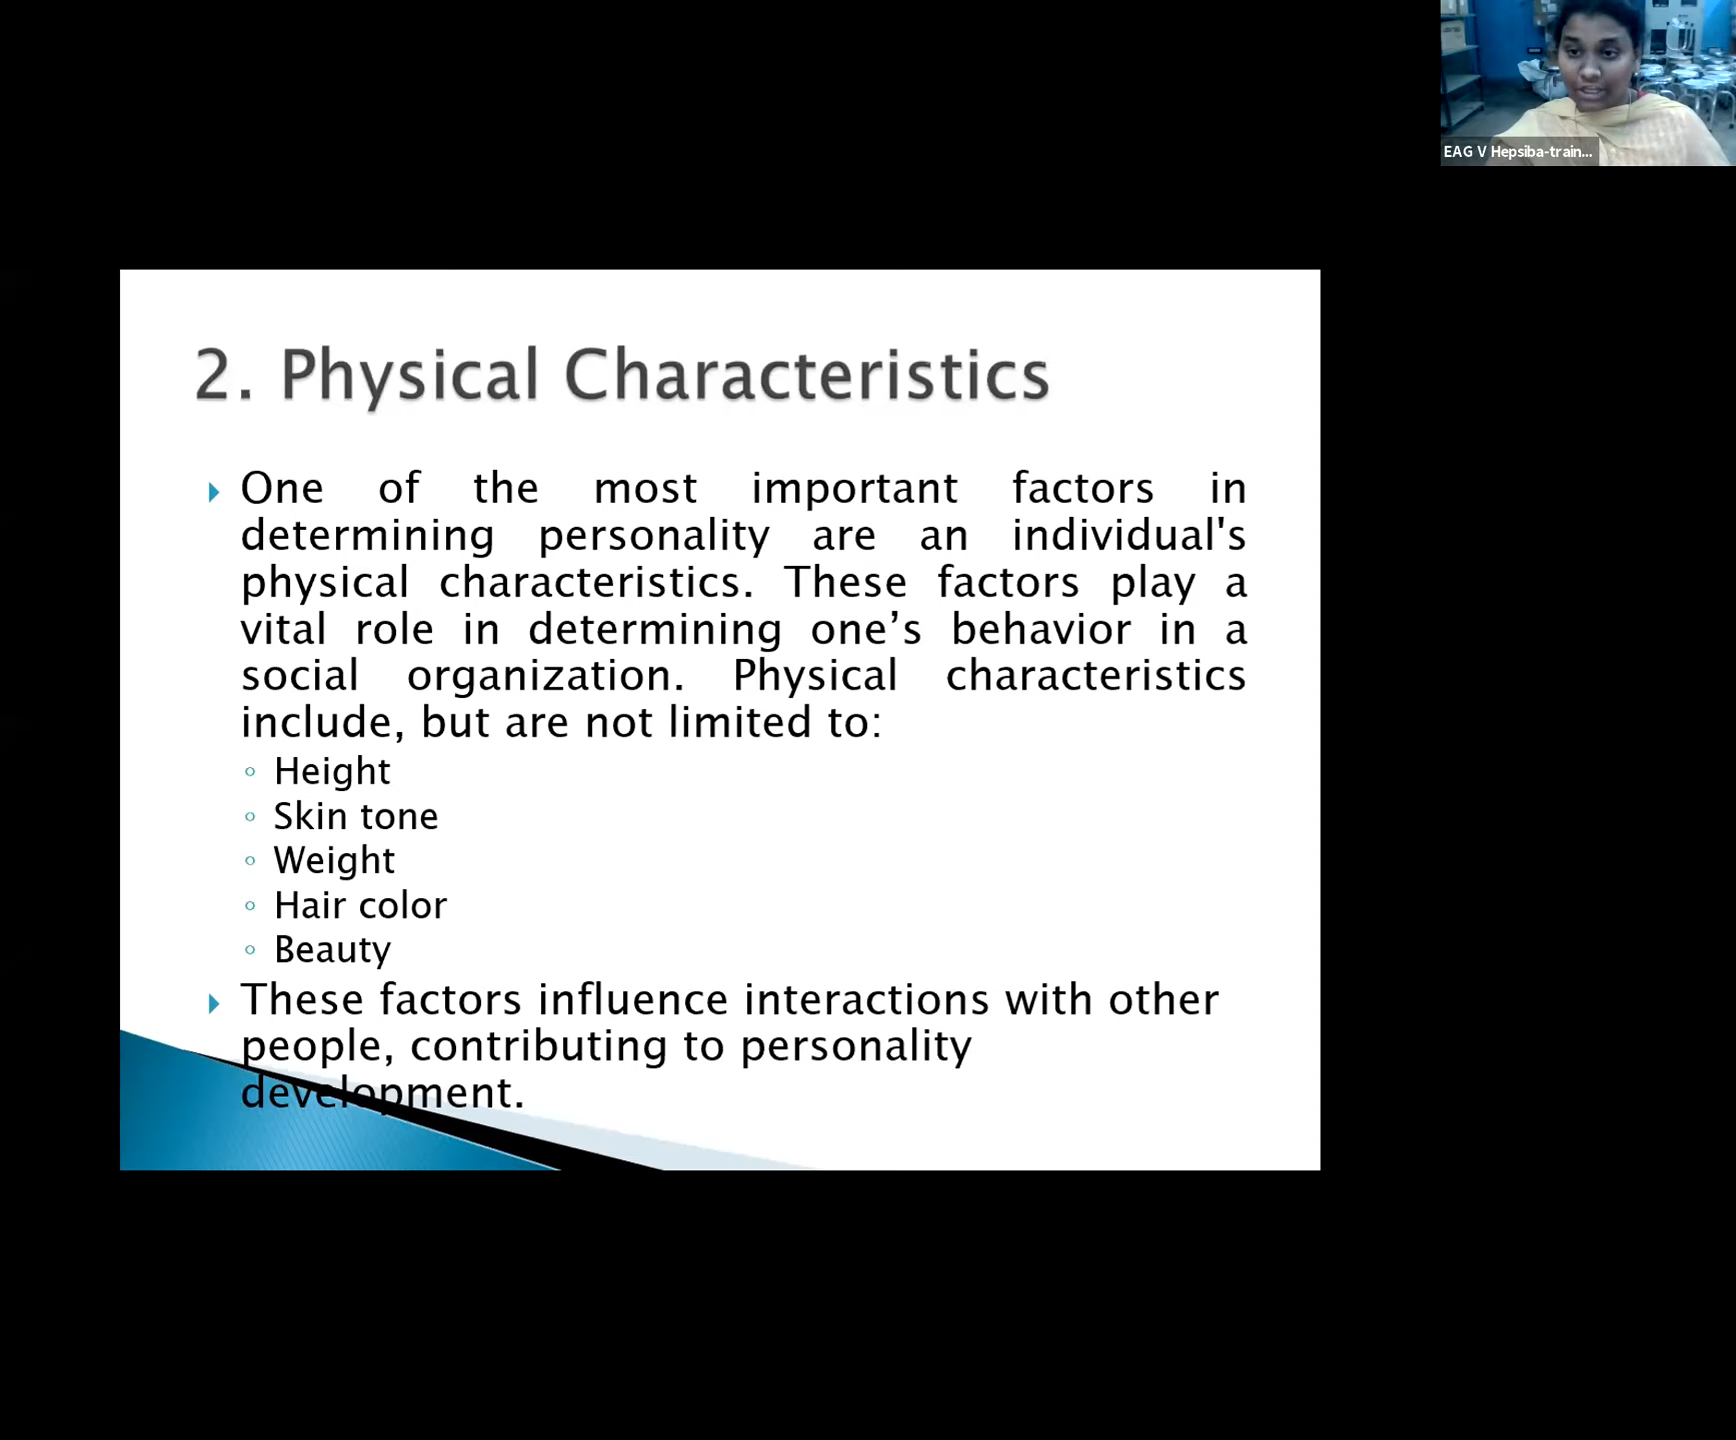 EAG V Hepsiba-train...
2. Physical Characteristics
One of the most important factors in
determining personality are an individual's
physical characteristics. These factors play a
vital role in determining one’s behavior in a
social organization. Physical characteristics
include, but are not limited to:
Height
Skin tone
Weight
Hair color
Beauty
These factors influence interactions with other
people, contributing to personality
development.